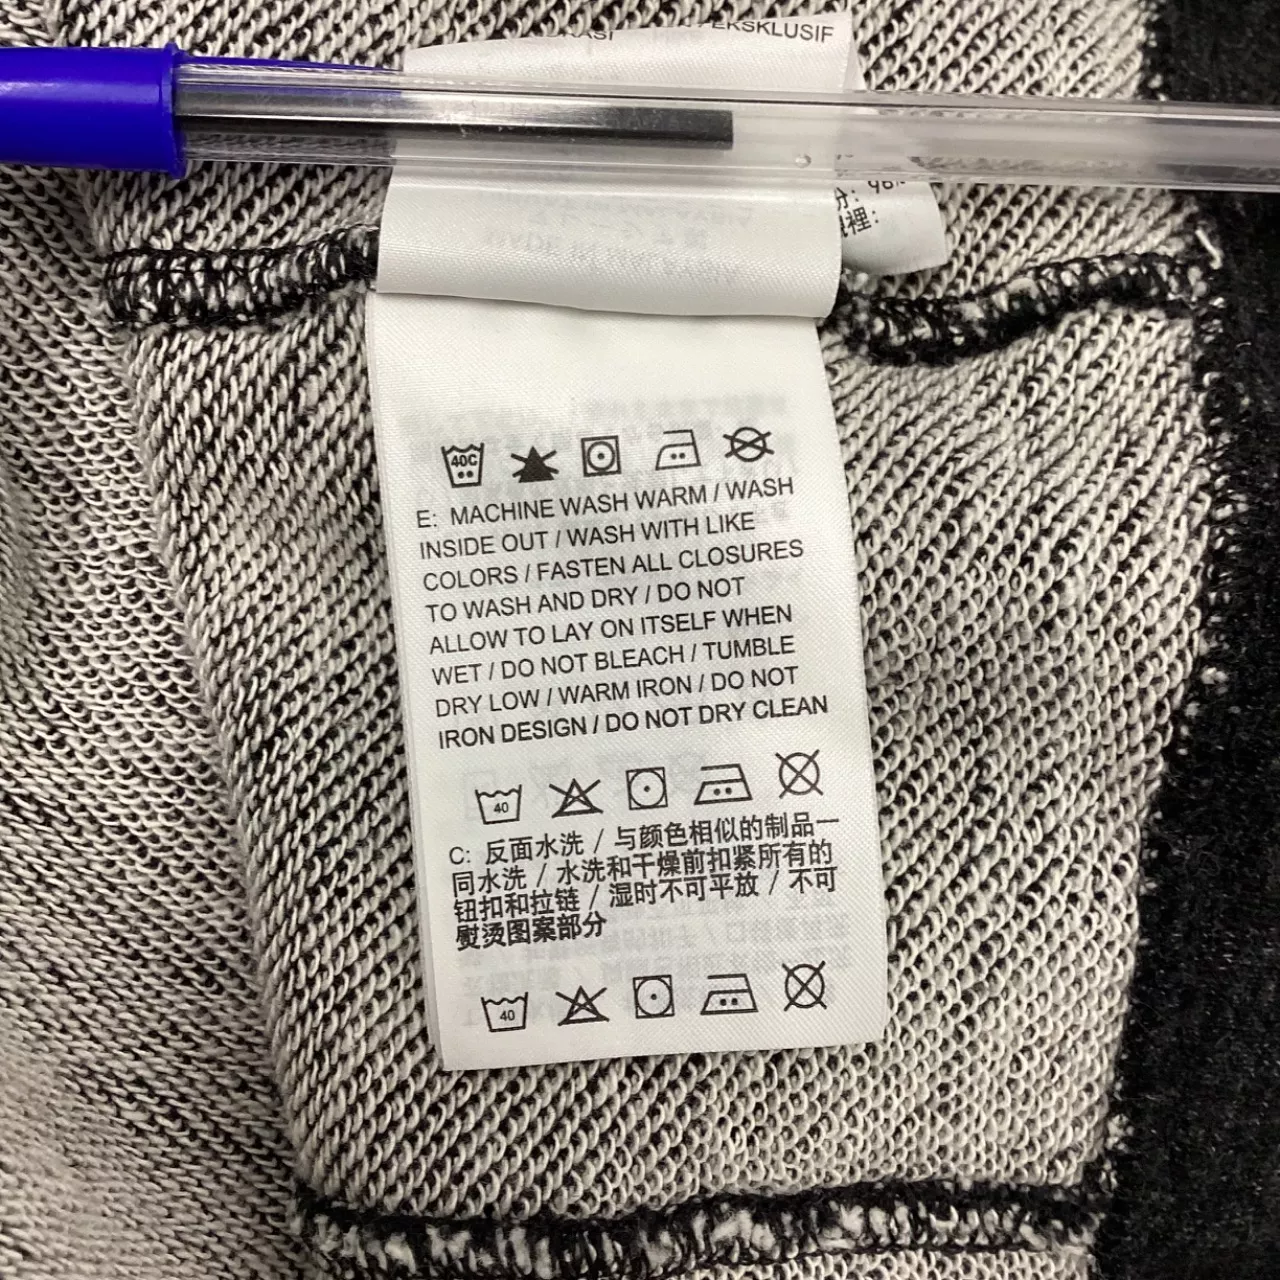 EKSKLUSIF
分: 98%
裡:
40C
E: MACHINE WASH WARM / WASH
INSIDE OUT / WASH WITH LIKE
COLORS / FASTEN ALL CLOSURES
TO WASH AND DRY / DO NOT
ALLOW TO LAY ON ITSELF WHEN
WET / DO NOT BLEACH / TUMBLE
DRY LOW / WARM IRON / DO NOT
IRON DESIGN / DO NOT DRY CLEAN
40
C: 反面水洗 / 与颜色相似的制品一
同水洗 / 水洗和干燥前扣紧所有的
钮扣和拉链 / 湿时不可平放 / 不可
熨烫图案部分
40